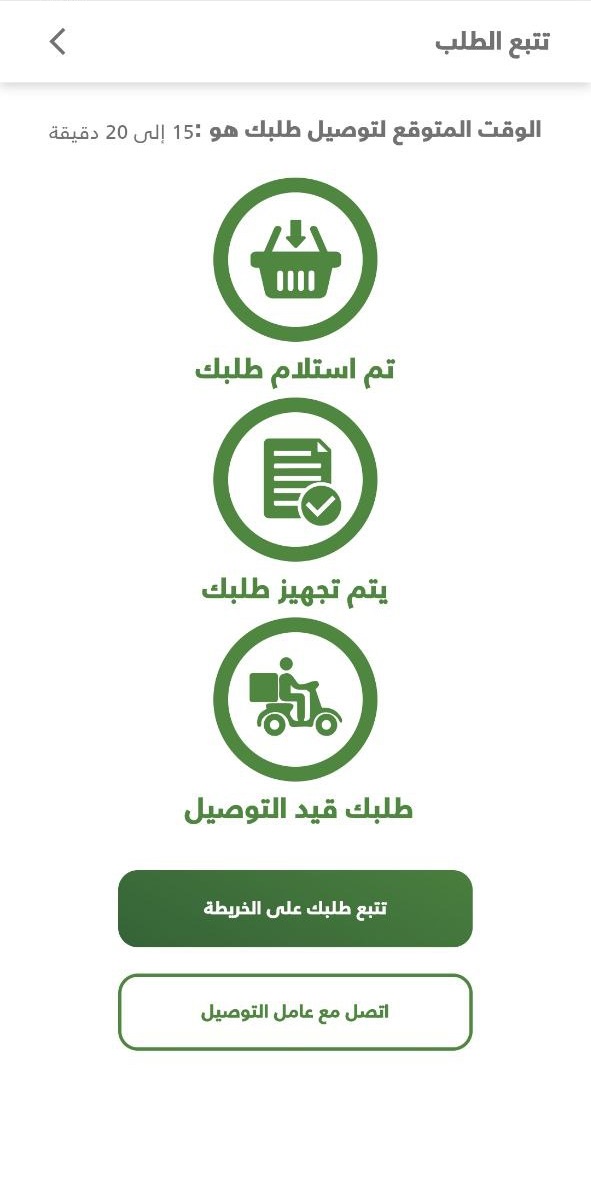 تتبع الطلب
الوقت المتوقع لتوصيل طلبك هو :15 إلى 20 دقيقة
تم استلام طلبك
يتم تجهيز طلبك
طلبك قيد التوصيل
تتبع طلبك على الخريطة
اتصل مع عامل التوصيل